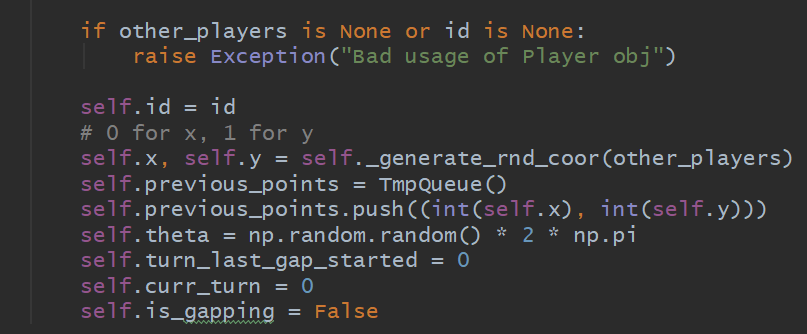 if other_players is None or id is None:
raise Exception("Bad usage of Player obj")
self.id = id
# 0 for x, 1 for y
self.x, self.y = self._generate_rnd_coor(other_players)
self.previous_points = TmpQueue()
self.previous_points.push((int(self.x), int(self.y)))
self.theta = np.random.random() * 2 * np.pi
self.turn_last_gap_started = 0
self.curr_turn = 0
self.is_gapping = False